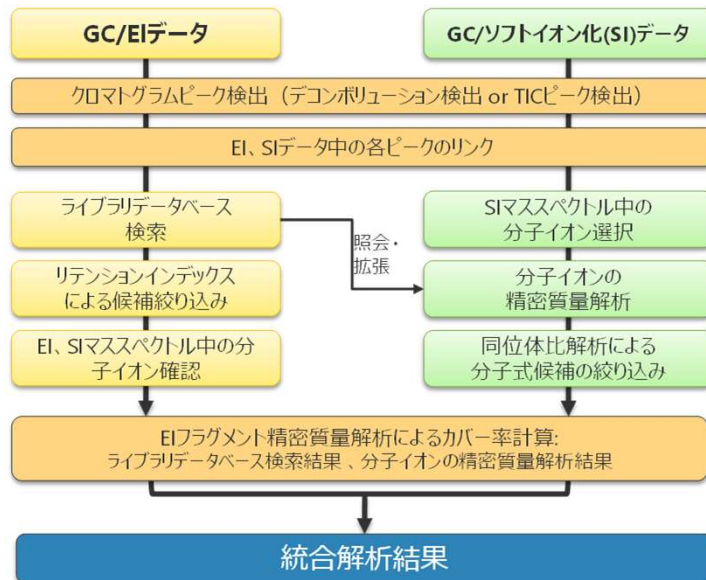 GC/EIデータ
GC/ソフトイオン化(SI)データ
クロマトグラムピーク検出（デコンボリューション検出 or TICピーク検出）
EI、SIデータ中の各ピークのリンク
ライブラリデータベース
検索
照会・
拡張
SIマススペクトル中の
分子イオン選択
リテンションインデックス
による候補絞り込み
分子イオンの
精密質量解析
EI、SIマススペクトル中の分
子イオン確認
同位体比解析による
分子式候補の絞り込み
EIフラグメント精密質量解析によるカバー率計算:
ライブラリデータベース検索結果 、分子イオンの精密質量解析結果
統合解析結果